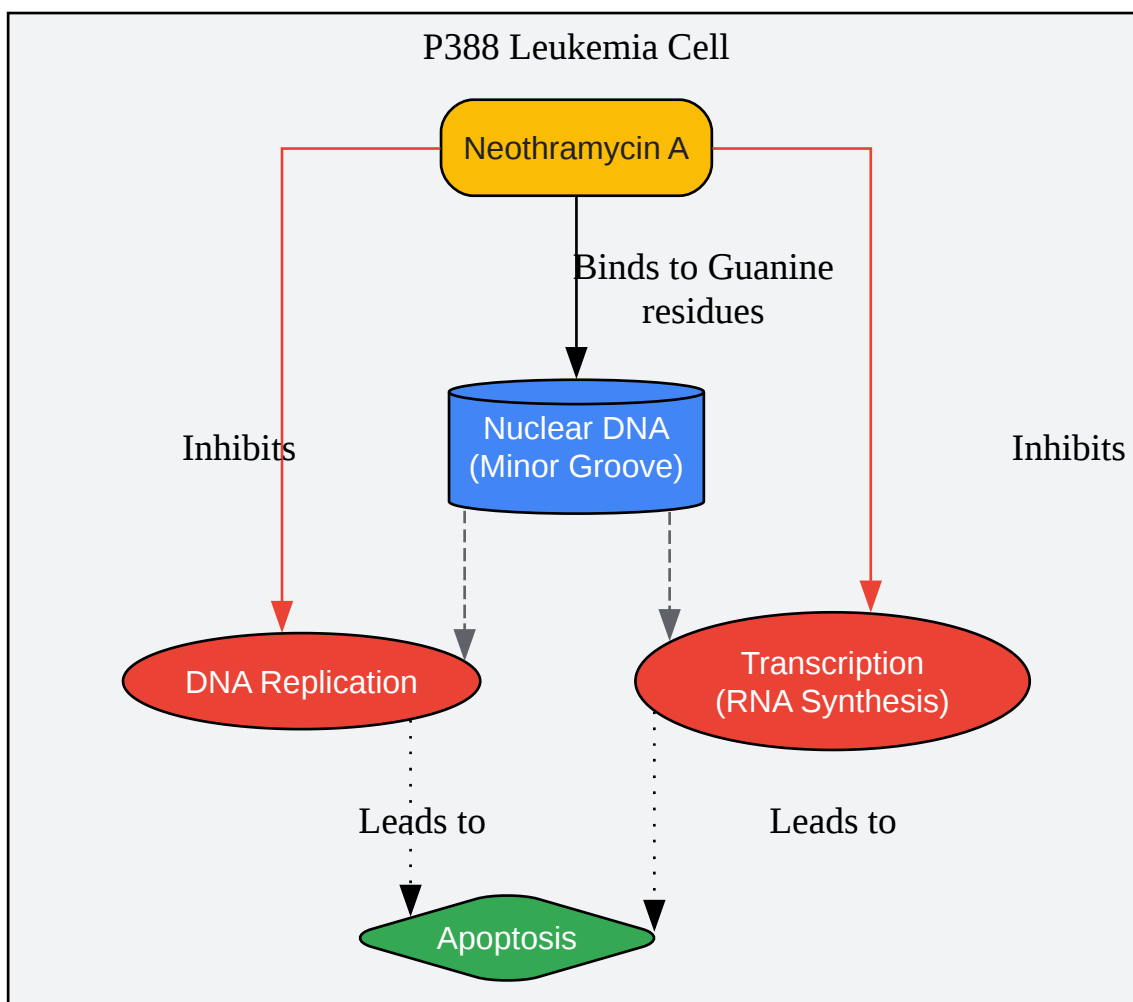 P388 Leukemia Cell
Neothramycin A
Binds to Guanine
residues
Nuclear DNA
(Minor Groove)
Inhibits
Inhibits
DNA Replication
Transcription
(RNA Synthesis)
Leads to
Leads to
Apoptosis